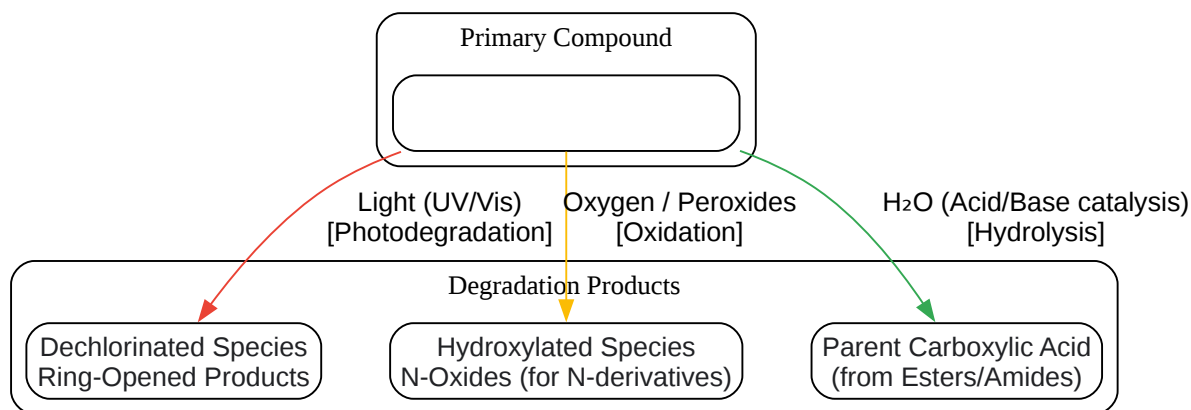 Primary Compound
Light (UV/Vis)
[Photodegradation]
Oxygen / Peroxides
[Oxidation]
H₂O (Acid/Base catalysis)
[Hydrolysis]
Degradation Products
Dechlorinated Species
Ring-Opened Products
Hydroxylated Species
N-Oxides (for N-derivatives)
Parent Carboxylic Acid
(from Esters/Amides)